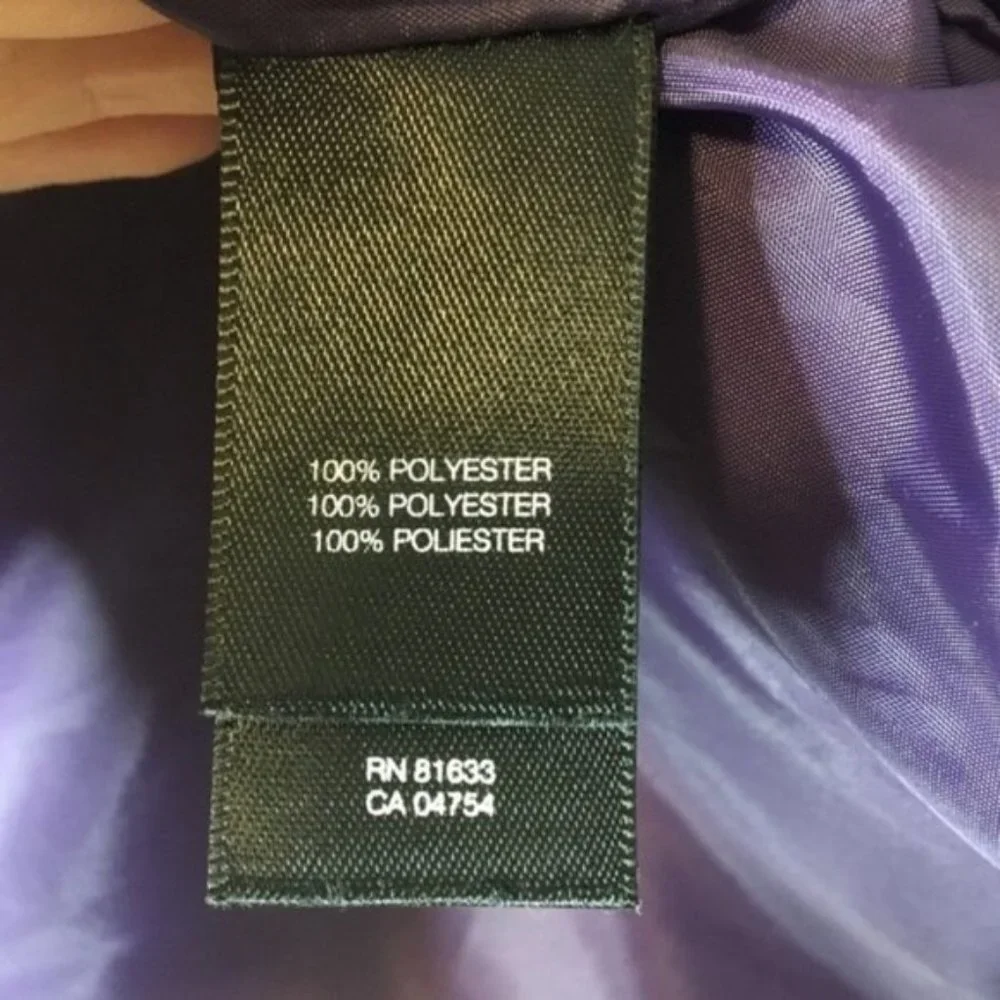 100% POLYESTER
100% POLYESTER
100% POLIESTER
RN 81633
CA 04754